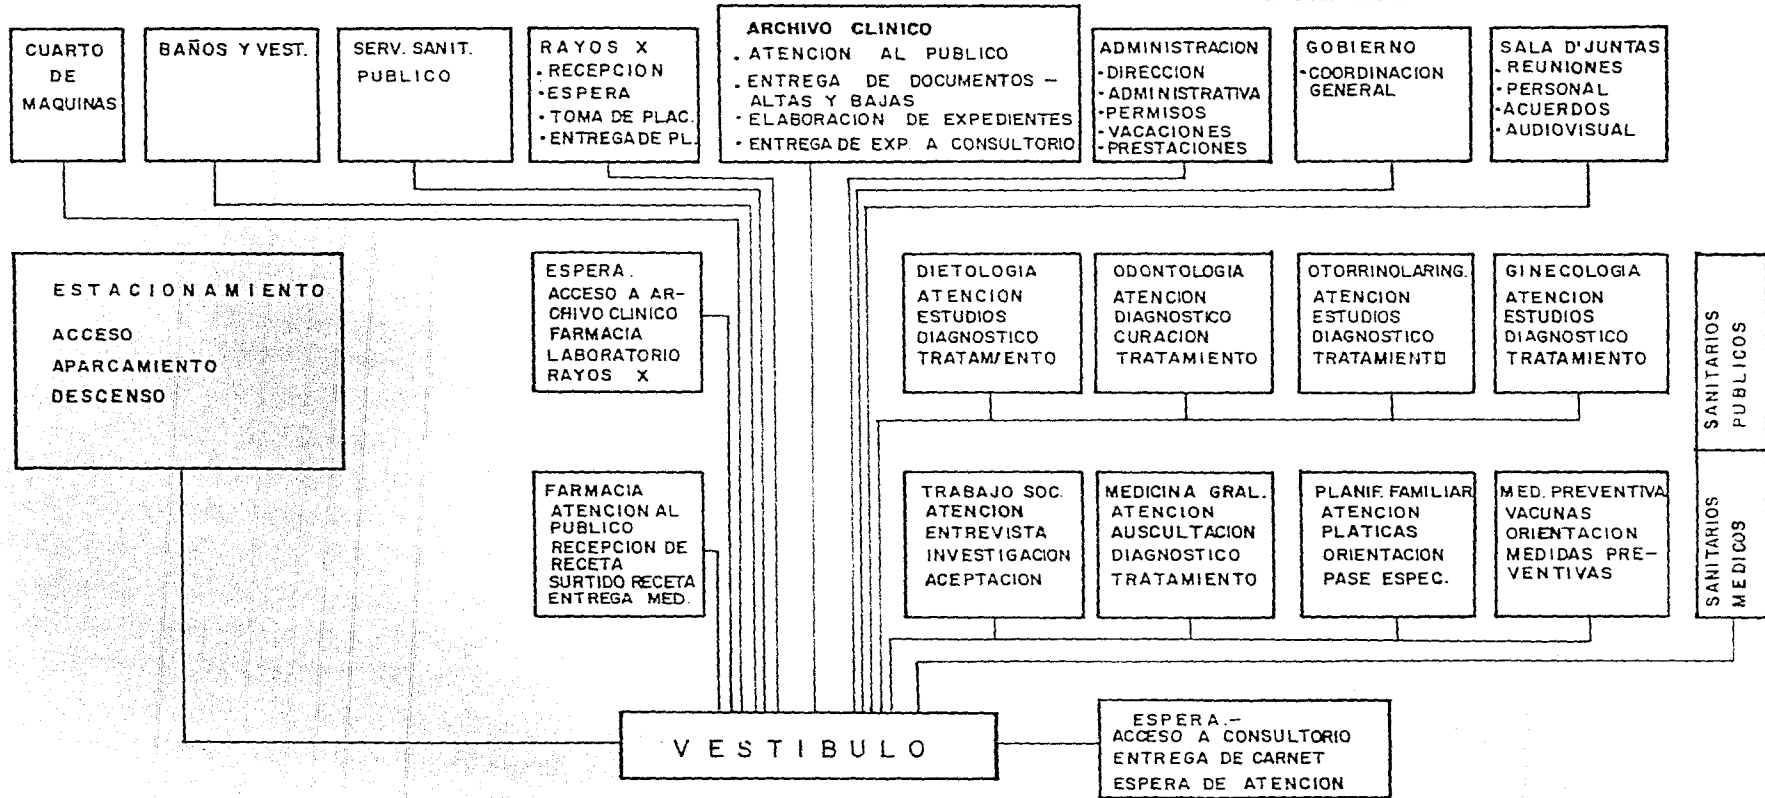 CUARTO
DE
MAQUINAS
BAÑOS Y VEST.
SERV. SANIT.
PUBLICO
RAYOS X
• RECEPCION
• ESPERA
• TOMA DE PLAC.
• ENTREGA DE PL.
ARCHIVO CLINICO
. ATENCION AL PUBLICO
. ENTREGA DE DOCUMENTOS –
ALTAS Y BAJAS
• ELABORACION DE EXPEDIENTES
• ENTREGA DE EXP. A CONSULTORIO
ADMINISTRACION
• DIRECCION
• ADMINISTRATIVA
• PERMISOS
• VACACIONES
• PRESTACIONES
GOBIERNO
• COORDINACION
GENERAL
SALA D'JUNTAS
• REUNIONES
• PERSONAL
• ACUERDOS
• AUDIOVISUAL
ESTACIONAMIENTO
ACCESO
APARCAMIENTO
DESCENSO
ESPERA.
ACCESO A AR-
CHIVO CLINICO
FARMACIA
LABORATORIO
RAYOS X
DIETOLOGIA
ATENCION
ESTUDIOS
DIAGNOSTICO
TRATAMIENTO
ODONTOLOGIA
ATENCION
DIAGNOSTICO
CURACION
TRATAMIENTO
OTORRINOLARING.
ATENCION
ESTUDIOS
DIAGNOSTICO
TRATAMIENTO
GINECOLOGIA
ATENCION
ESTUDIOS
DIAGNOSTICO
TRATAMIENTO
SANITARIOS
PUBLICOS
FARMACIA
ATENCION AL
PUBLICO
RECEPCION DE
RECETA
SURTIDO RECETA
ENTREGA MED.
TRABAJO SOC.
ATENCION
ENTREVISTA
INVESTIGACION
ACEPTACION
MEDICINA GRAL.
ATENCION
AUSCULTACION
DIAGNOSTICO
TRATAMIENTO
PLANIF. FAMILIAR
ATENCION
PLATICAS
ORIENTACION
PASE ESPEC.
MED. PREVENTIVA
VACUNAS
ORIENTACION
MEDIDAS PRE-
VENTIVAS
SANITARIOS
MEDICOS
VESTIBULO
ESPERA.-
ACCESO A CONSULTORIO
ENTREGA DE CARNET
ESPERA DE ATENCION